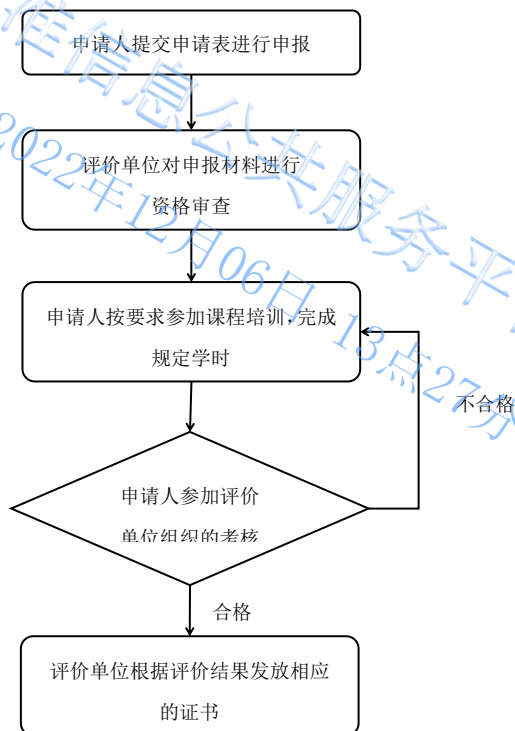 申请人提交申请表进行申报
评价单位对申报材料进行
资格审查
申请人按要求参加课程培训，完成
规定学时
不合格
申请人参加评价
单位组织的考核
合格
评价单位根据评价结果发放相应
的证书
准信息公共服务平
2022年12月06日 13点27分